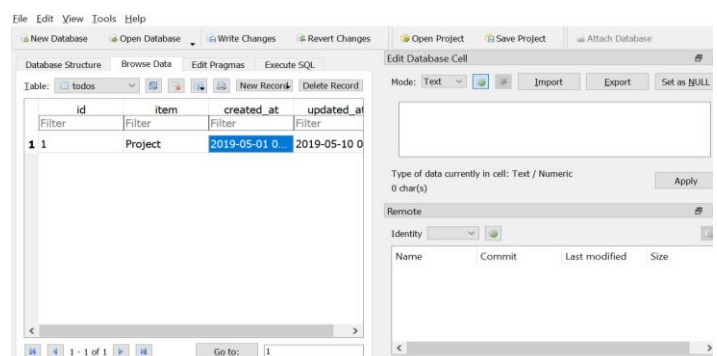 File Edit View Tools Help
New Database Open Database Write Changes Revert Changes Open Project Save Project Attach Database
Database Structure Browse Data Edit Pragmas Execute SQL
Table: todos New Record Delete Record
id item created_at updated_at
Filter Filter Filter Filter
1 1 Project 2019-05-01 0... 2019-05-10 0
1 - 1 of 1 Go to: 1
Edit Database Cell
Mode: Text Import Export Set as NULL
Type of data currently in cell: Text / Numeric
0 char(s)
Apply
Remote
Identity
Name Commit Last modified Size